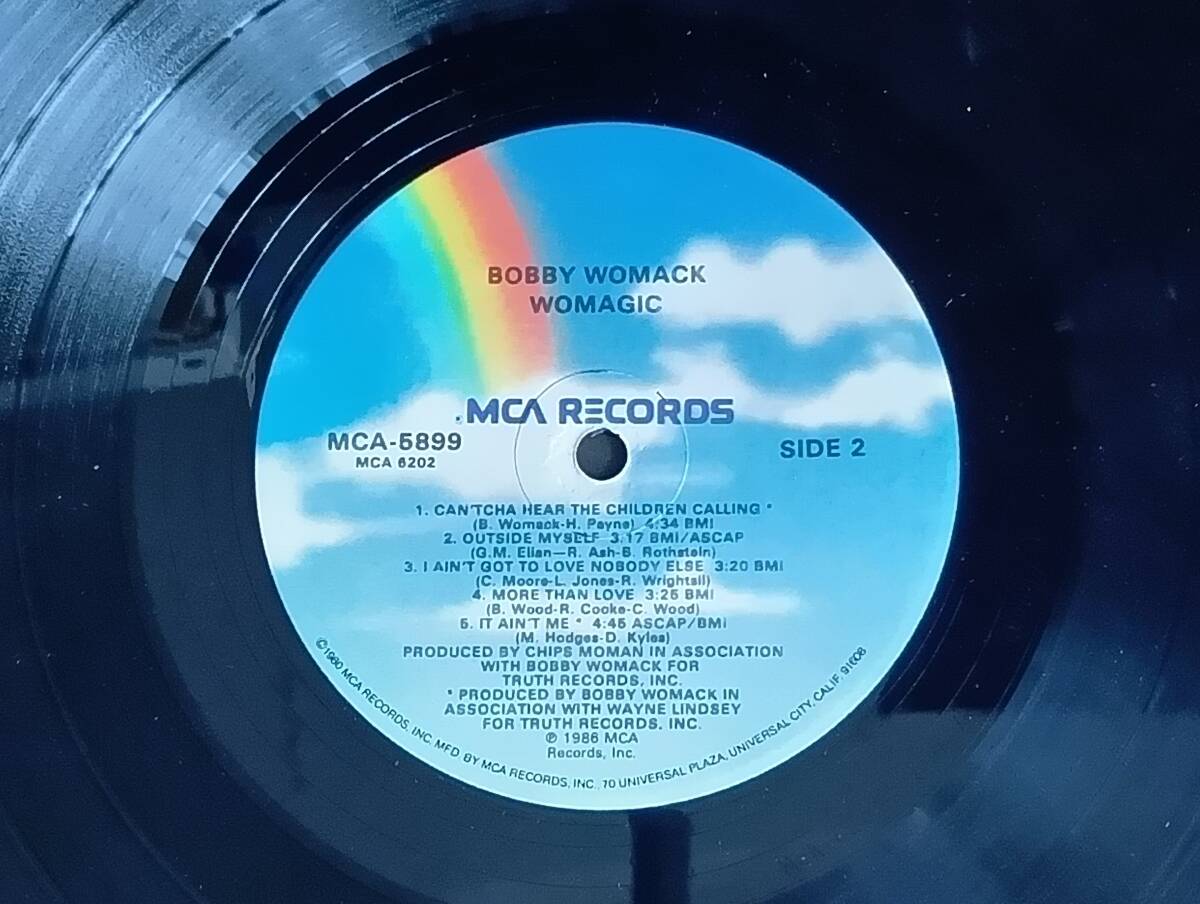 BOBBY WOMACK
WOMAGIC
MCA RECORDS
MCA-5899
MCA 6202
SIDE 2
1. CAN'TCHA HEAR THE CHILDREN CALLING *
(B. Womack-H. Payne) 4:34 BMI
2. OUTSIDE MYSELF 3:17 BMI/ASCAP
(G.M. Elian—R. Ash-B. Rothstein)
3. I AIN'T GOT TO LOVE NOBODY ELSE 3:20 BMI
(C. Moore-L. Jones-R. Wrightsil)
4. MORE THAN LOVE 3:25 BMI
(B. Wood-R. Cooke-C. Wood)
5. IT AIN'T ME * 4:45 ASCAP/BMI
(M. Hodges-D. Kyles)
PRODUCED BY CHIPS MOMAN IN ASSOCIATION
WITH BOBBY WOMACK FOR
TRUTH RECORDS, INC.
* PRODUCED BY BOBBY WOMACK IN
ASSOCIATION WITH WAYNE LINDSEY
FOR TRUTH RECORDS, INC.
℗ 1986 MCA
Records, Inc.
©1980 MCA RECORDS, INC. MFD. BY MCA RECORDS, INC., 70 UNIVERSAL PLAZA, UNIVERSAL CITY, CALIF. 91608